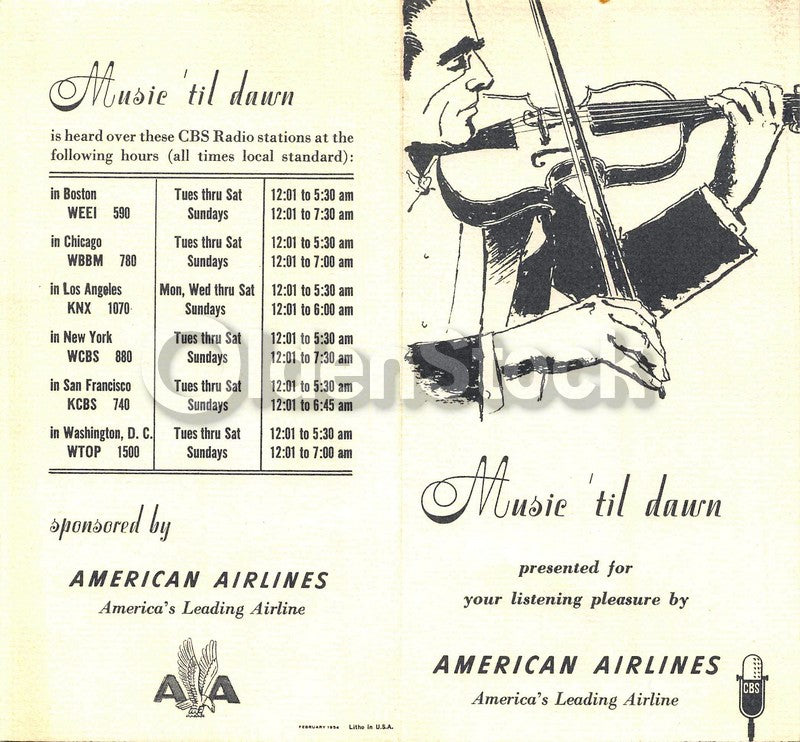 Music 'til dawn
is heard over these CBS Radio stations at the
following hours (all times local standard):
in Boston Tues thru Sat 12:01 to 5:30 am
WEEI 590 Sundays 12:01 to 7:30 am
in Chicago Tues thru Sat 12:01 to 5:30 am
WBBM 780 Sundays 12:01 to 7:00 am
in Los Angeles Mon, Wed thru Sat 12:01 to 5:30 am
KNX 1070 Sundays 12:01 to 6:00 am
in New York Tues thru Sat 12:01 to 5:30 am
WCBS 880 Sundays 12:01 to 7:30 am
in San Francisco Tues thru Sat 12:01 to 5:30 am
KCBS 740 Sundays 12:01 to 6:45 am
in Washington, D. C. Tues thru Sat 12:01 to 5:30 am
WTOP 1500 Sundays 12:01 to 7:00 am
sponsored by
AMERICAN AIRLINES
America's Leading Airline
A A
FEBRUARY 1954 Litho in U.S.A.
OldenStock
Music 'til dawn
presented for
your listening pleasure by
AMERICAN AIRLINES
America's Leading Airline
CBS